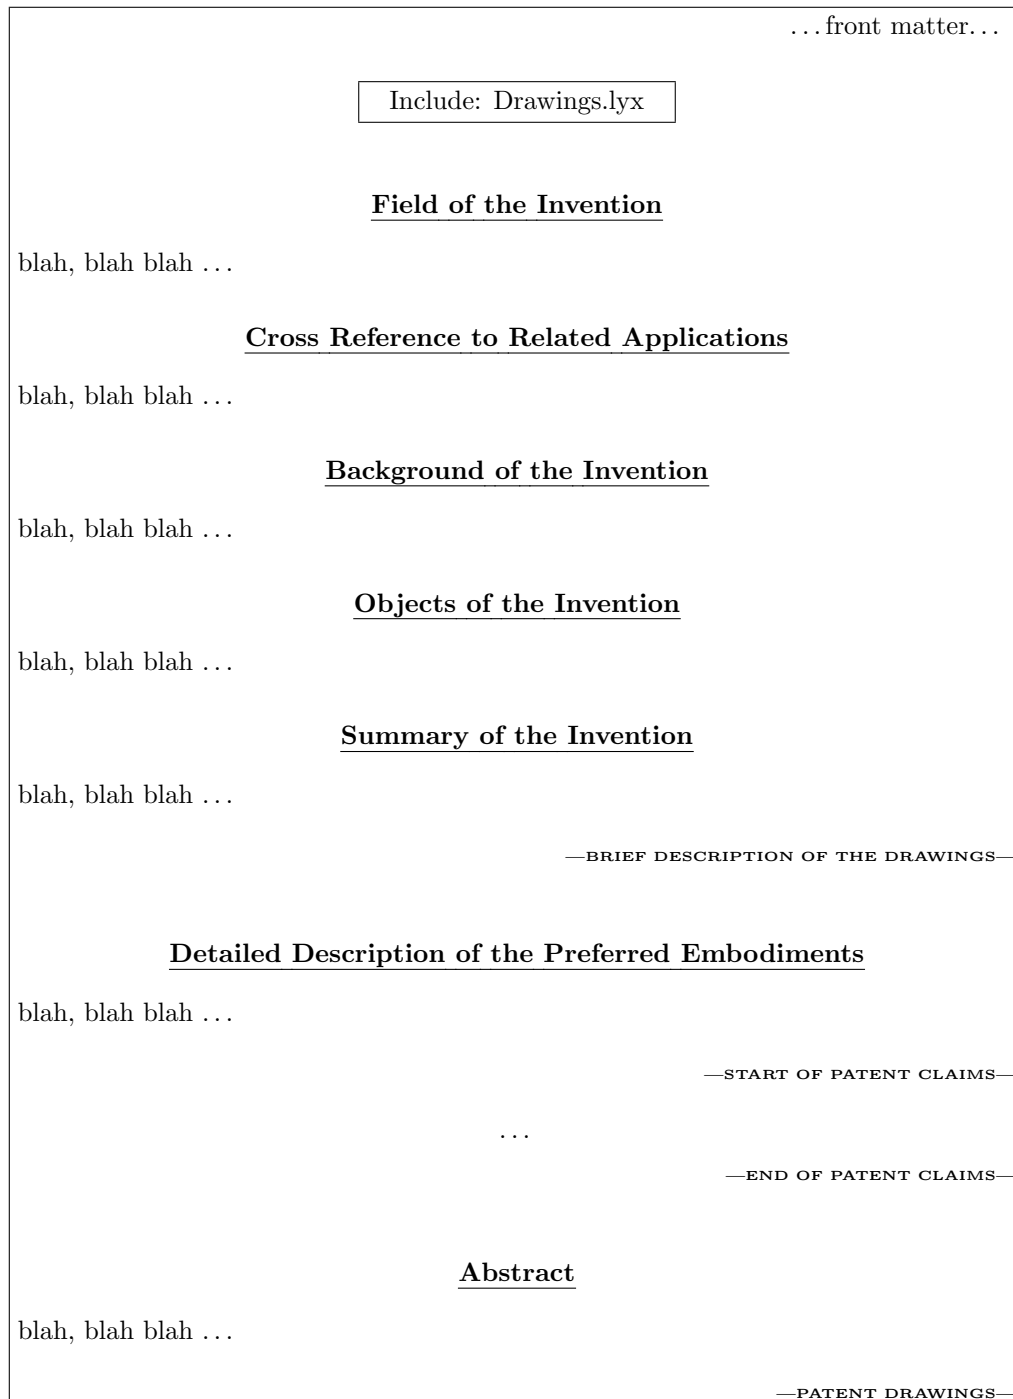 ...front matter...
Include: Drawings.lyx
Field of the Invention
blah, blah blah ...
Cross Reference to Related Applications
blah, blah blah ...
Background of the Invention
blah, blah blah ...
Objects of the Invention
blah, blah blah ...
Summary of the Invention
blah, blah blah ...
—BRIEF DESCRIPTION OF THE DRAWINGS—
Detailed Description of the Preferred Embodiments
blah, blah blah ...
—START OF PATENT CLAIMS—
...
—END OF PATENT CLAIMS—
Abstract
blah, blah blah ...
—PATENT DRAWINGS—